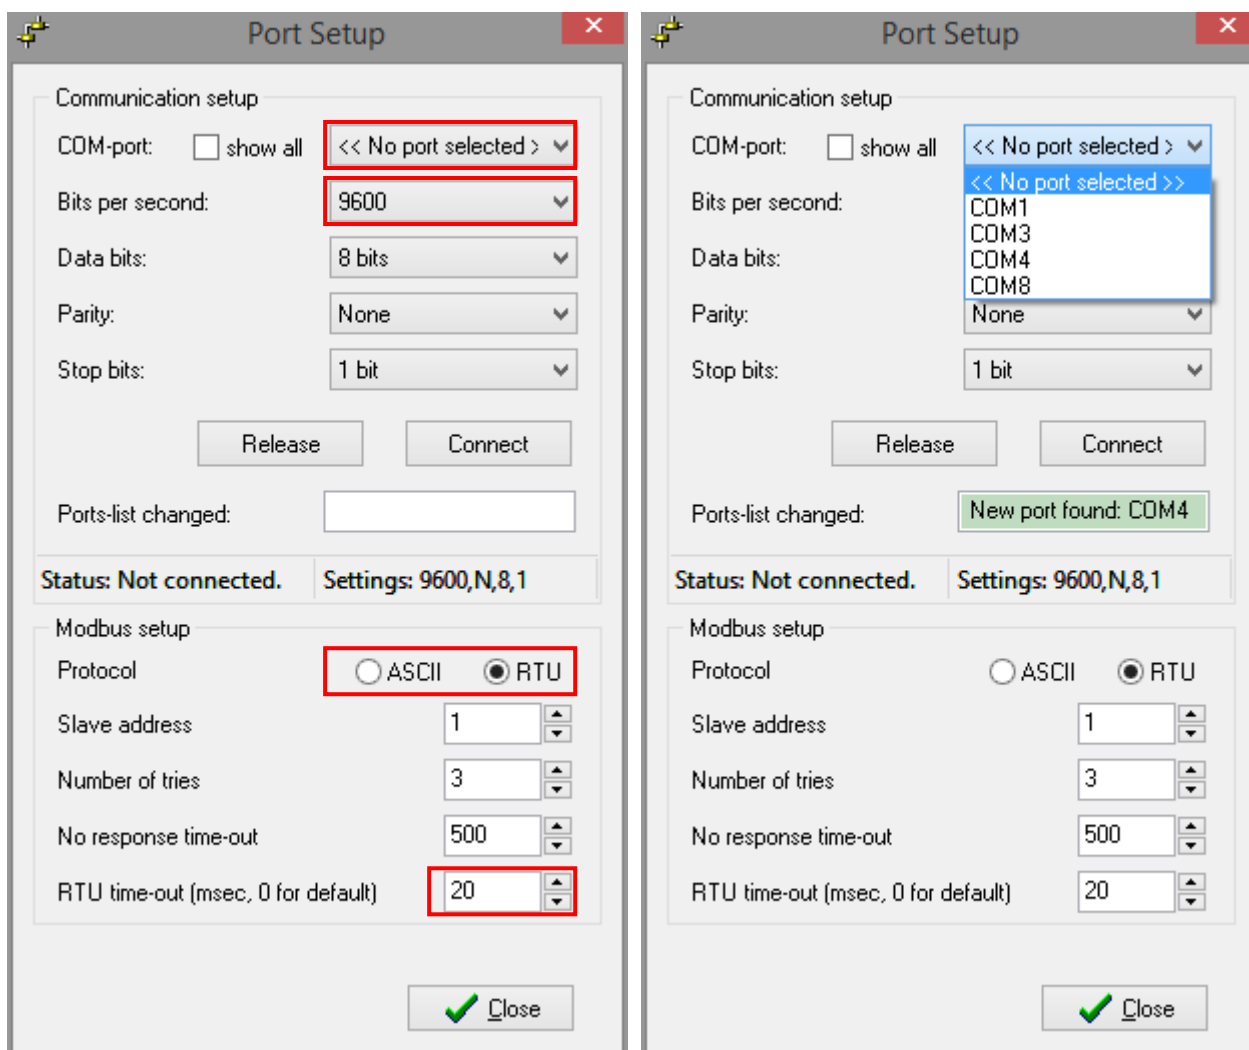 Port Setup
Communication setup
COM-port: show all << No port selected >
Bits per second: 9600
Data bits: 8 bits
Parity: None
Stop bits: 1 bit
Release Connect
Ports-list changed:
Status: Not connected. Settings: 9600,N,8,1
Modbus setup
Protocol ASCII RTU
Slave address 1
Number of tries 3
No response time-out 500
RTU time-out (msec, 0 for default) 20
Close
Port Setup
Communication setup
COM-port: show all << No port selected >
<< No port selected >>
Bits per second:
COM1
COM3
Data bits:
COM4
COM8
Parity: None
Stop bits: 1 bit
Release Connect
Ports-list changed: New port found: COM4
Status: Not connected. Settings: 9600,N,8,1
Modbus setup
Protocol ASCII RTU
Slave address 1
Number of tries 3
No response time-out 500
RTU time-out (msec, 0 for default) 20
Close